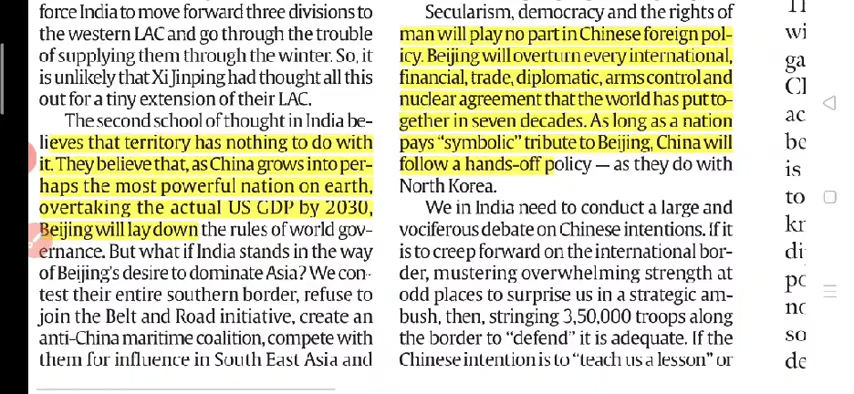 force India to move forward three divisions to
the western LAC and go through the trouble
of supplying them through the winter. So, it
is unlikely that Xi Jinping had thought all this
out for a tiny extension of their LAC.
The second school of thought in India be-
lieves that territory has nothing to do with
it. They believe that, as China grows into per-
haps the most powerful nation on earth,
overtaking the actual US GDP by 2030,
Beijing will lay down the rules of world gov-
ernance. But what if India stands in the way
of Beijing's desire to dominate Asia? We con-
test their entire southern border, refuse to
join the Belt and Road initiative, create an
anti-China maritime coalition, compete with
them for influence in South East Asia and
Secularism, democracy and the rights of
man will play no part in Chinese foreign pol-
icy. Beijing will overturn every international,
financial, trade, diplomatic, arms control and
nuclear agreement that the world has put to-
gether in seven decades. As long as a nation
pays "symbolic" tribute to Beijing, China will
follow a hands-off policy — as they do with
North Korea.
We in India need to conduct a large and
vociferous debate on Chinese intentions. If it
is to creep forward on the international bor-
der, mustering overwhelming strength at
odd places to surprise us in a strategic am-
bush, then, stringing 3,50,000 troops along
the border to "defend" it is adequate. If the
Chinese intention is to "teach us a lesson" or
wi
ga
ac
be
is
to
kr
di
po
no
so
de